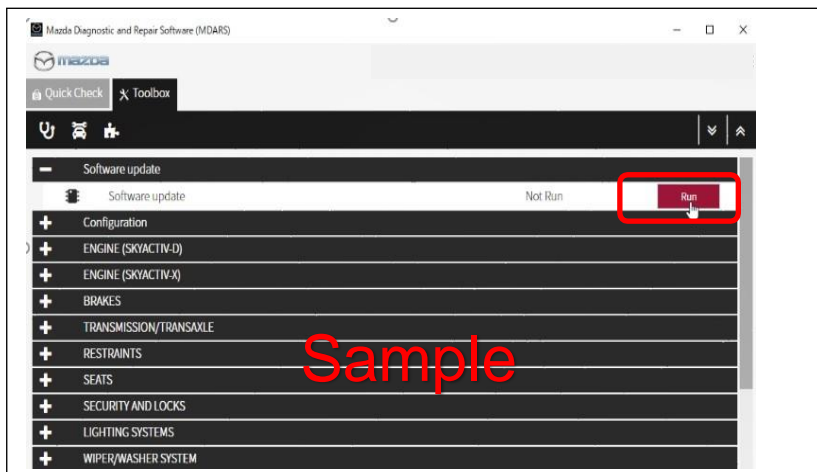 Mazda Diagnostic and Repair Software (MDARS)
mazda
Quick Check Toolbox
Software update
Software update Not Run Run
Configuration
ENGINE (SKYACTIV-D)
ENGINE (SKYACTIV-X)
BRAKES
TRANSMISSION/TRANSAXLE
RESTRAINTS
Sample
SEATS
SECURITY AND LOCKS
LIGHTING SYSTEMS
WIPER/WASHER SYSTEM